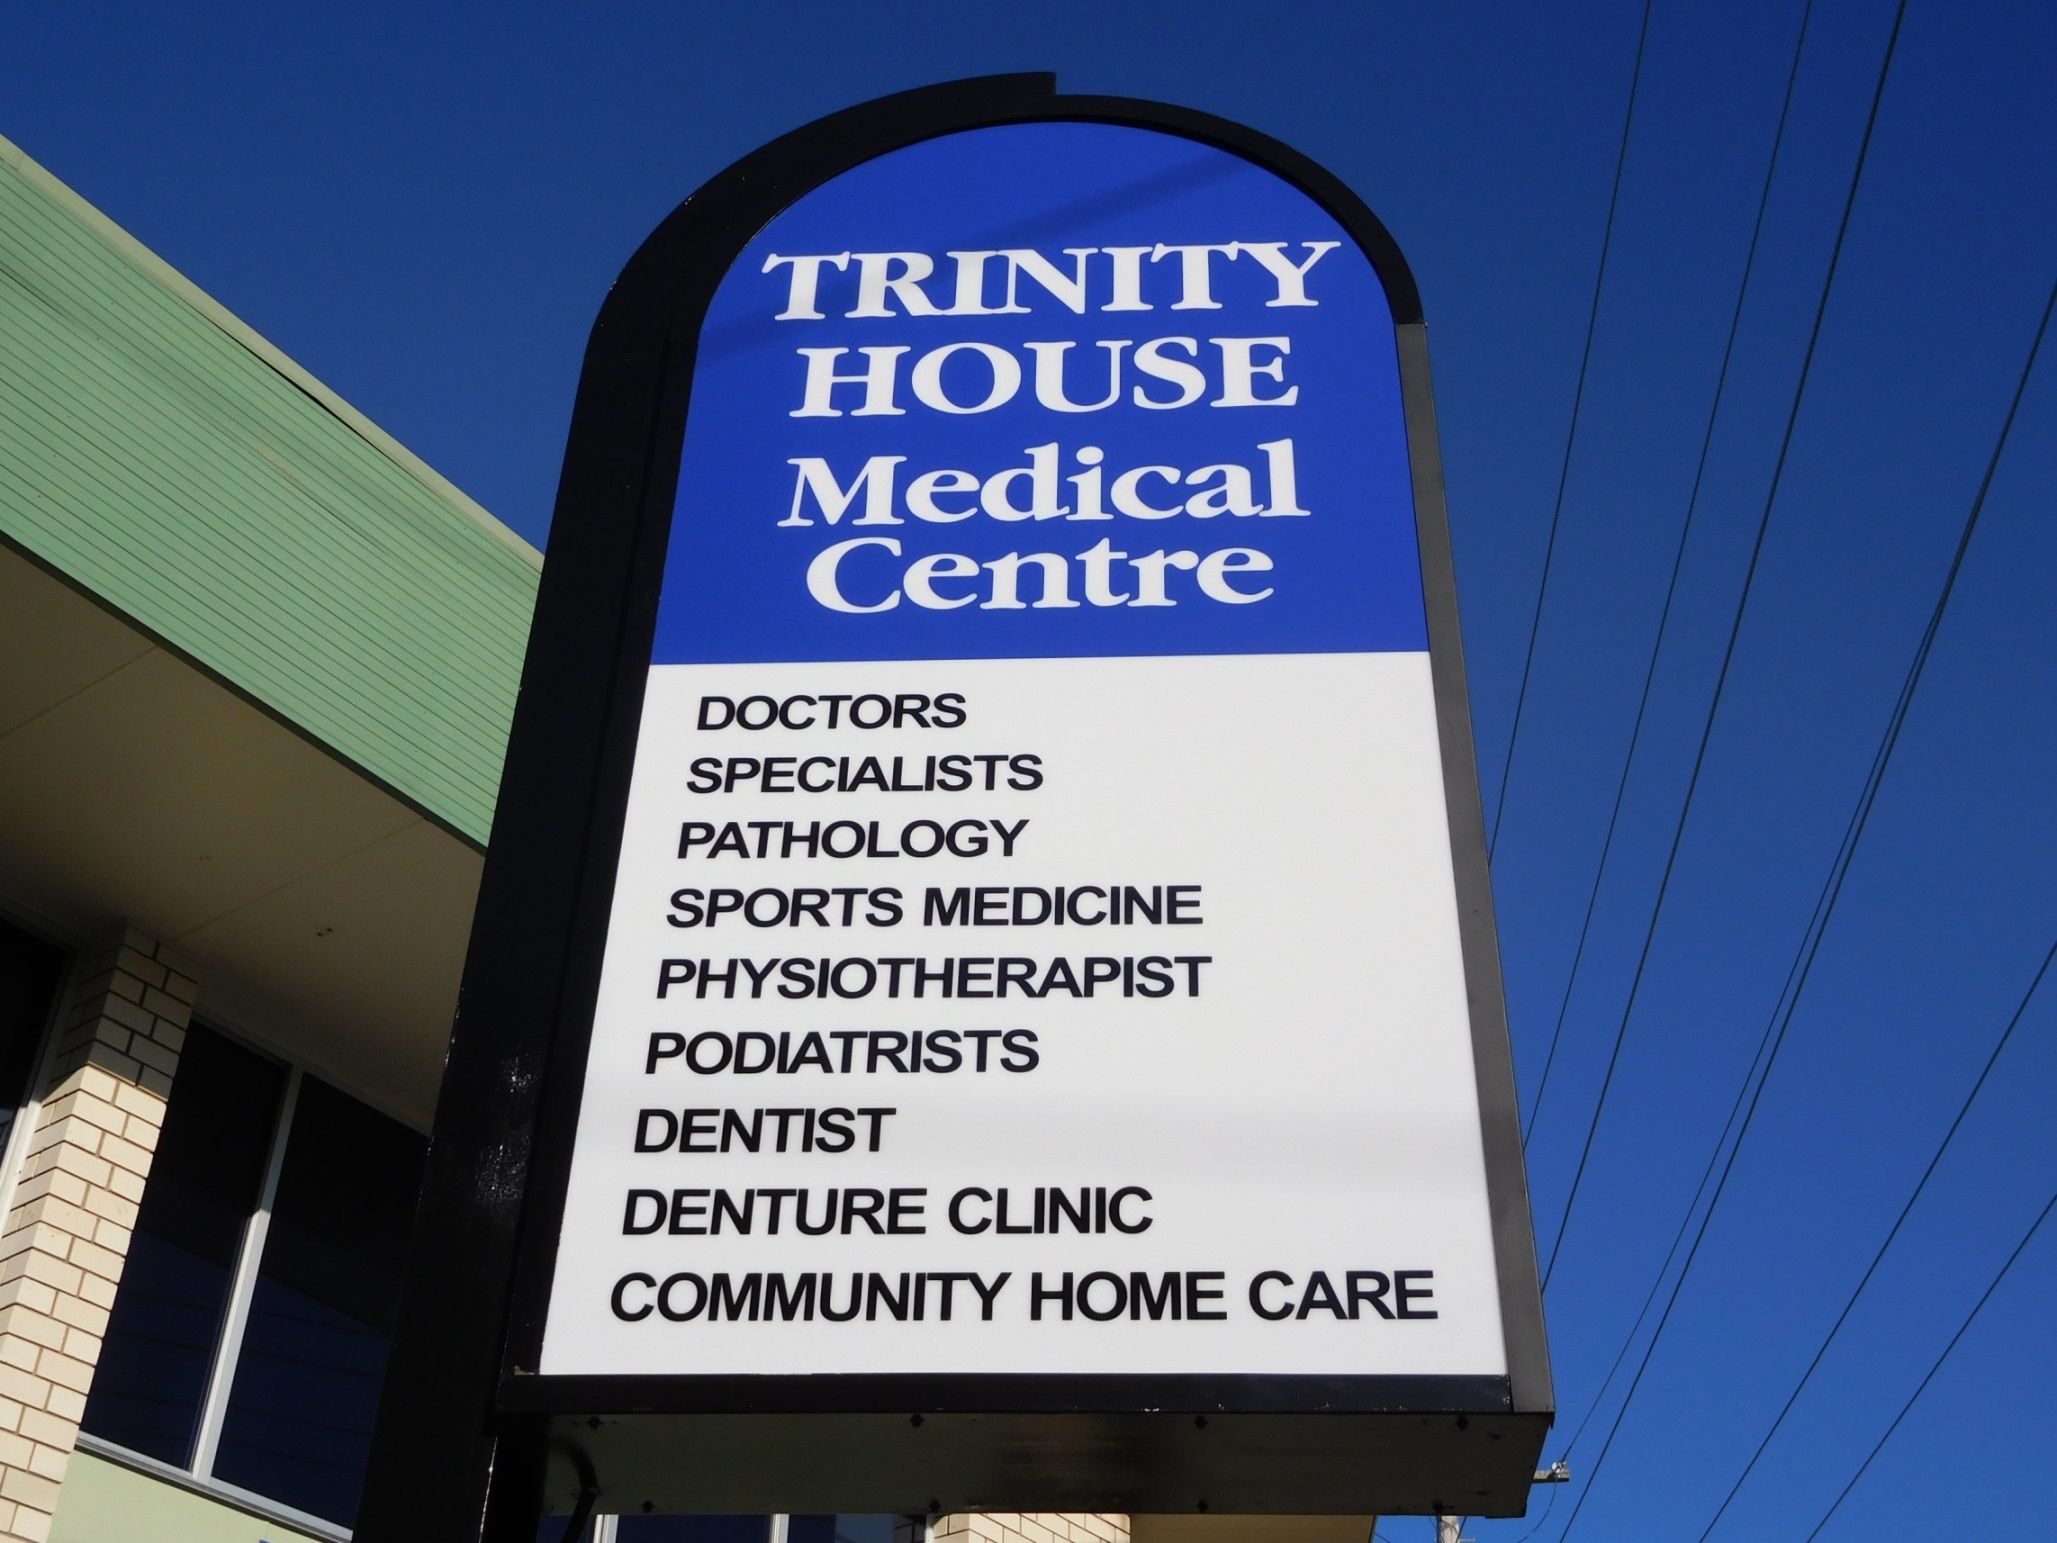 TRINITY
HOUSE
Medical
Centre
DOCTORS
SPECIALISTS
PATHOLOGY
SPORTS MEDICINE
PHYSIOTHERAPIST
PODIATRISTS
DENTIST
DENTURE CLINIC
COMMUNITY HOME CARE